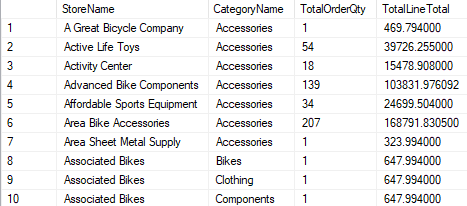 StoreName CategoryName TotalOrderQty TotalLineTotal
1 A Great Bicycle Company Accessories 1 469.794000
2 Active Life Toys Accessories 54 39726.255000
3 Activity Center Accessories 18 15478.908000
4 Advanced Bike Components Accessories 139 103831.976092
5 Affordable Sports Equipment Accessories 34 24699.504000
6 Area Bike Accessories Accessories 207 168791.830500
7 Area Sheet Metal Supply Accessories 1 323.994000
8 Associated Bikes Bikes 1 647.994000
9 Associated Bikes Clothing 1 647.994000
10 Associated Bikes Components 1 647.994000